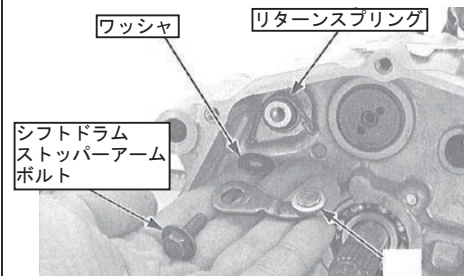 ワッシャ
リターンスプリング
シフトドラム
ストッパーアーム
ボルト